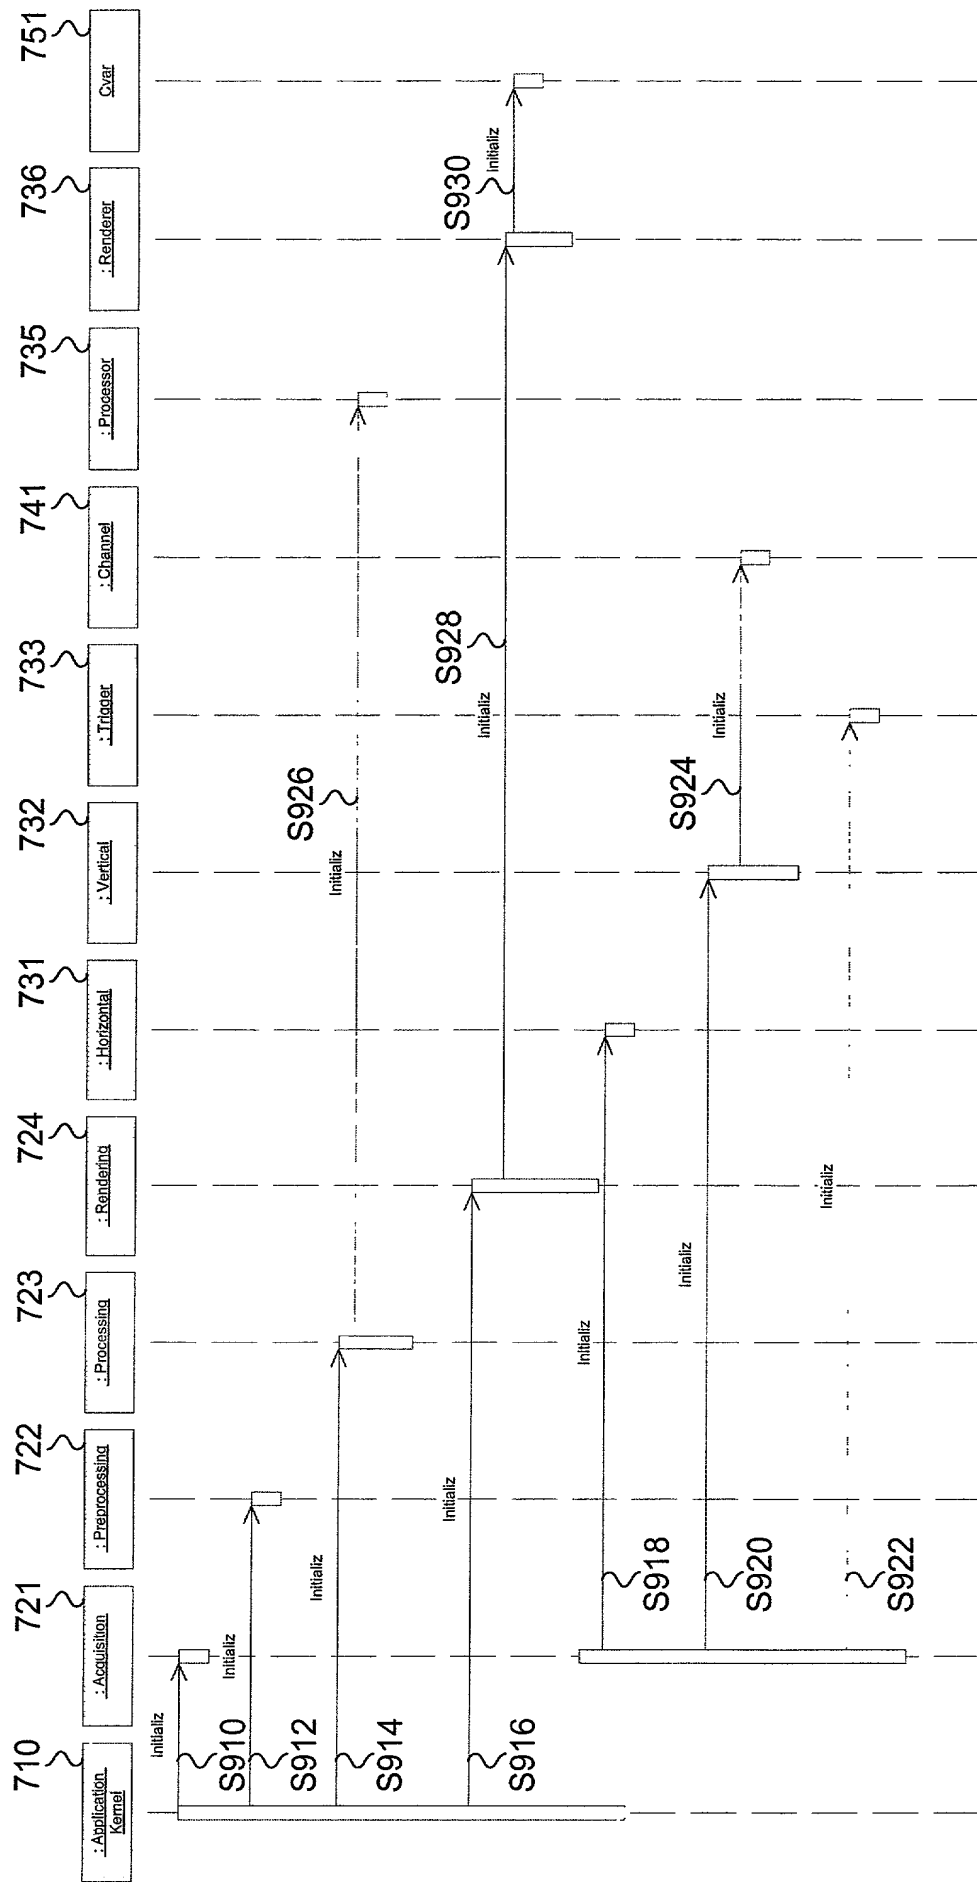 710
: Application
Kernel
721
: Acquisition
722
: Preprocessing
723
: Processing
724
: Rendering
731
: Horizontal
732
: Vertical
733
: Trigger
741
: Channel
735
: Processor
736
: Renderer
751
Cvar
Initializ
S910
Initializ
S912
Initializ
S914
Initializ
S926
Initializ
S916
Initializ
S928
Initializ
S930
Initializ
S918
Initializ
S920
Initializ
S924
Initializ
S922